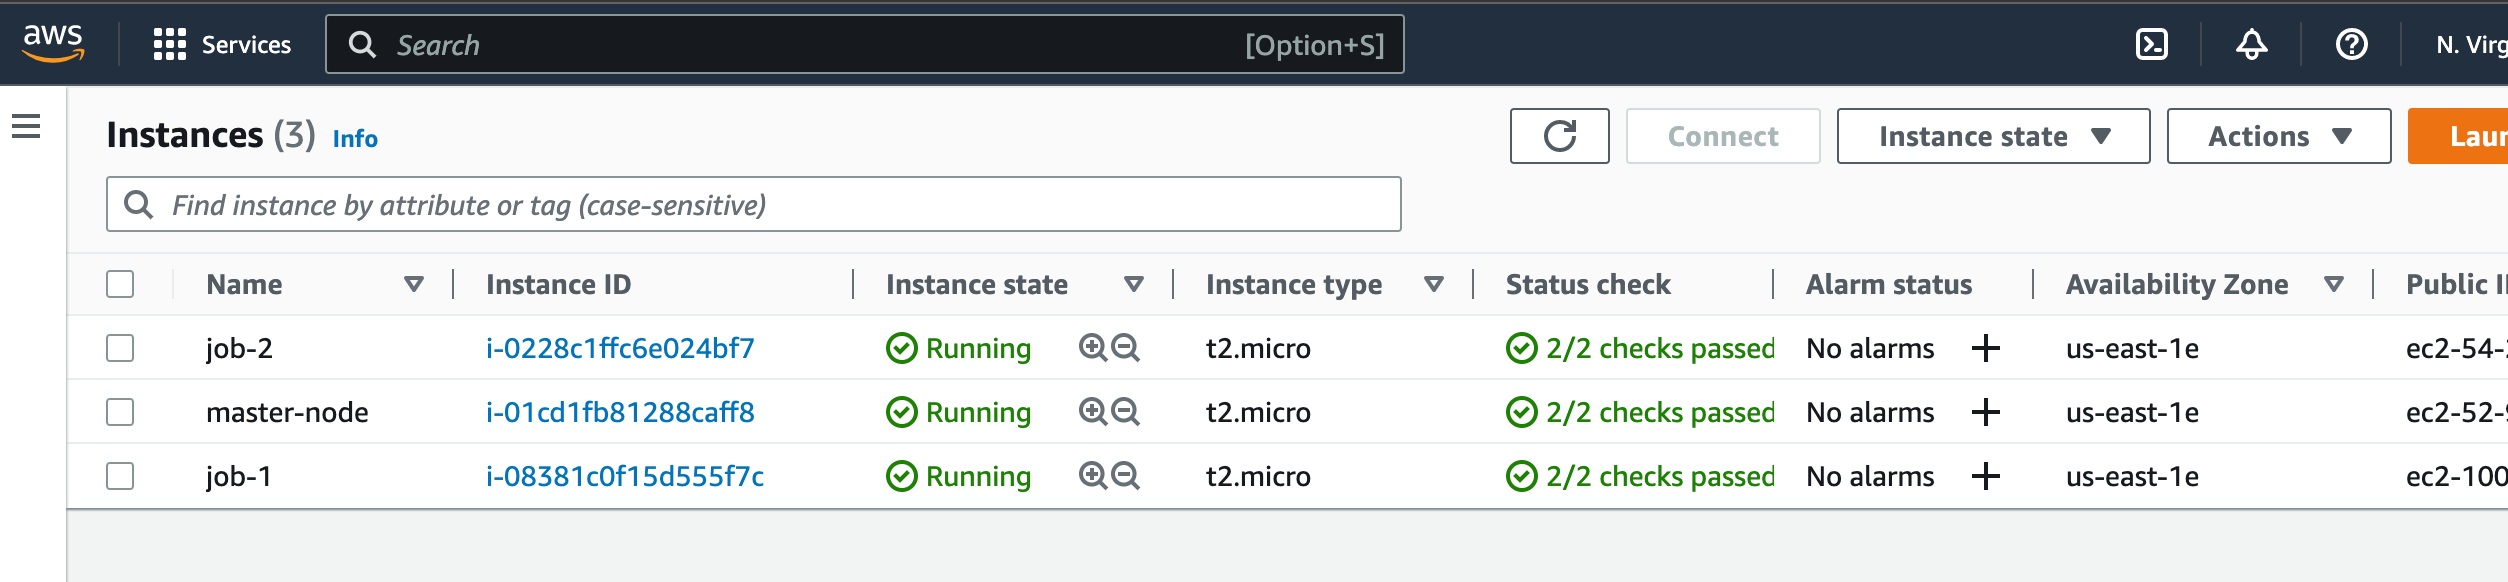 aws Services Search [Option+S] N. Virg
Instances (3) Info Connect Instance state Actions Laun
Find instance by attribute or tag (case-sensitive)
Name Instance ID Instance state Instance type Status check Alarm status Availability Zone Public I
job-2 i-0228c1ffc6e024bf7 Running t2.micro 2/2 checks passed No alarms us-east-1e ec2-54-
master-node i-01cd1fb81288caff8 Running t2.micro 2/2 checks passed No alarms us-east-1e ec2-52-
job-1 i-08381c0f15d555f7c Running t2.micro 2/2 checks passed No alarms us-east-1e ec2-100